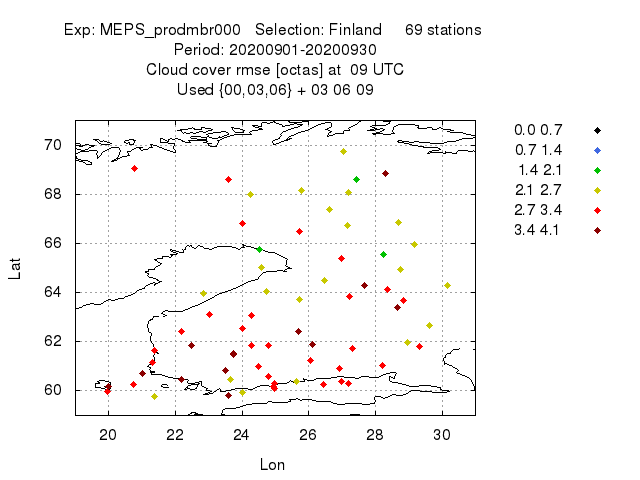 Exp: MEPS_prodmbr000   Selection: Finland     69 stations
Period: 20200901-20200930
Cloud cover rmse [octas] at  09 UTC
Used {00,03,06} + 03 06 09
0.0 0.7
0.7 1.4
1.4 2.1
2.1 2.7
2.7 3.4
3.4 4.1
Lat
70
68
66
64
62
60
20 22 24 26 28 30
Lon